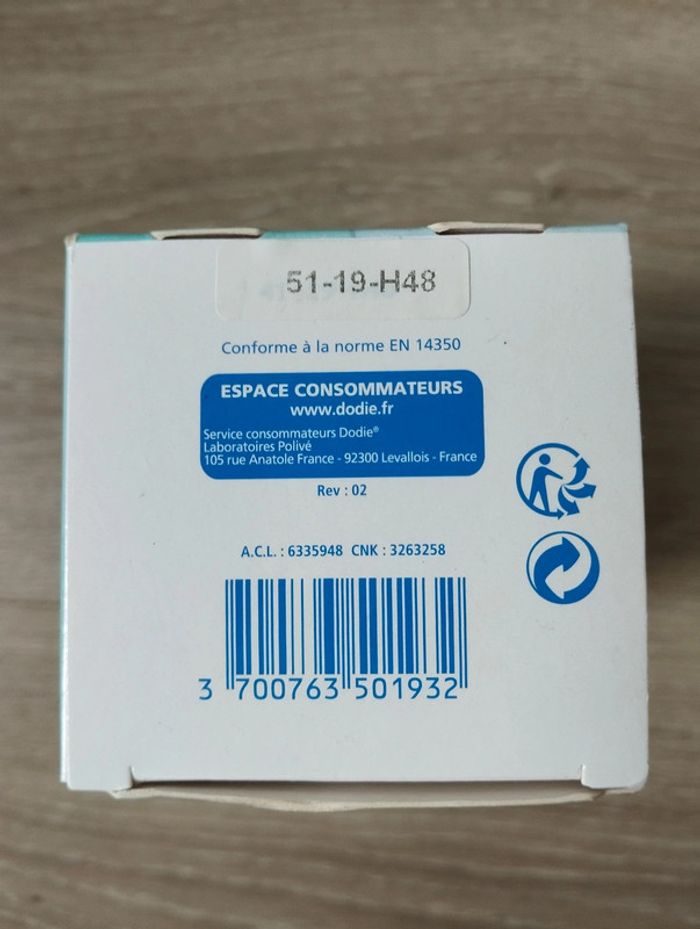 51-19-H48
Conforme à la norme EN 14350
ESPACE CONSOMMATEURS
www.dodie.fr
Service consommateurs Dodie®
Laboratoires Polivé
105 rue Anatole France - 92300 Levallois - France
Rev : 02
A.C.L. : 6335948 CNK : 3263258
3 700763 501932